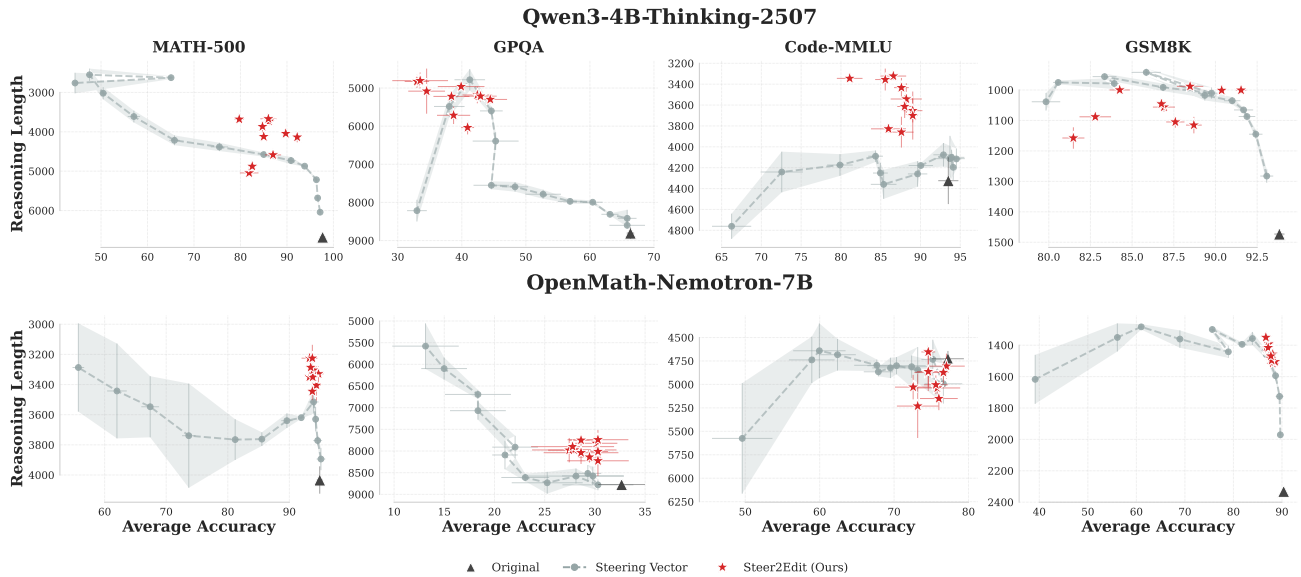 Qwen3-4B-Thinking-2507
MATH-500 GPQA Code-MMLU GSM8K
Reasoning Length
3000
4000
5000
6000
50 60 70 80 90 100
5000
6000
7000
8000
9000
30 40 50 60 70
3200
3400
3600
3800
4000
4200
4400
4600
4800
65 70 75 80 85 90 95
1000
1100
1200
1300
1400
1500
80.0 82.5 85.0 87.5 90.0 92.5
OpenMath-Nemotron-7B
Reasoning Length
3000
3200
3400
3600
3800
4000
60 70 80 90
Average Accuracy
5000
5500
6000
6500
7000
7500
8000
8500
9000
10 15 20 25 30 35
Average Accuracy
4500
4750
5000
5250
5500
5750
6000
6250
50 60 70 80
Average Accuracy
1400
1600
1800
2000
2200
2400
40 50 60 70 80 90
Average Accuracy
Original Steering Vector Steer2Edit (Ours)